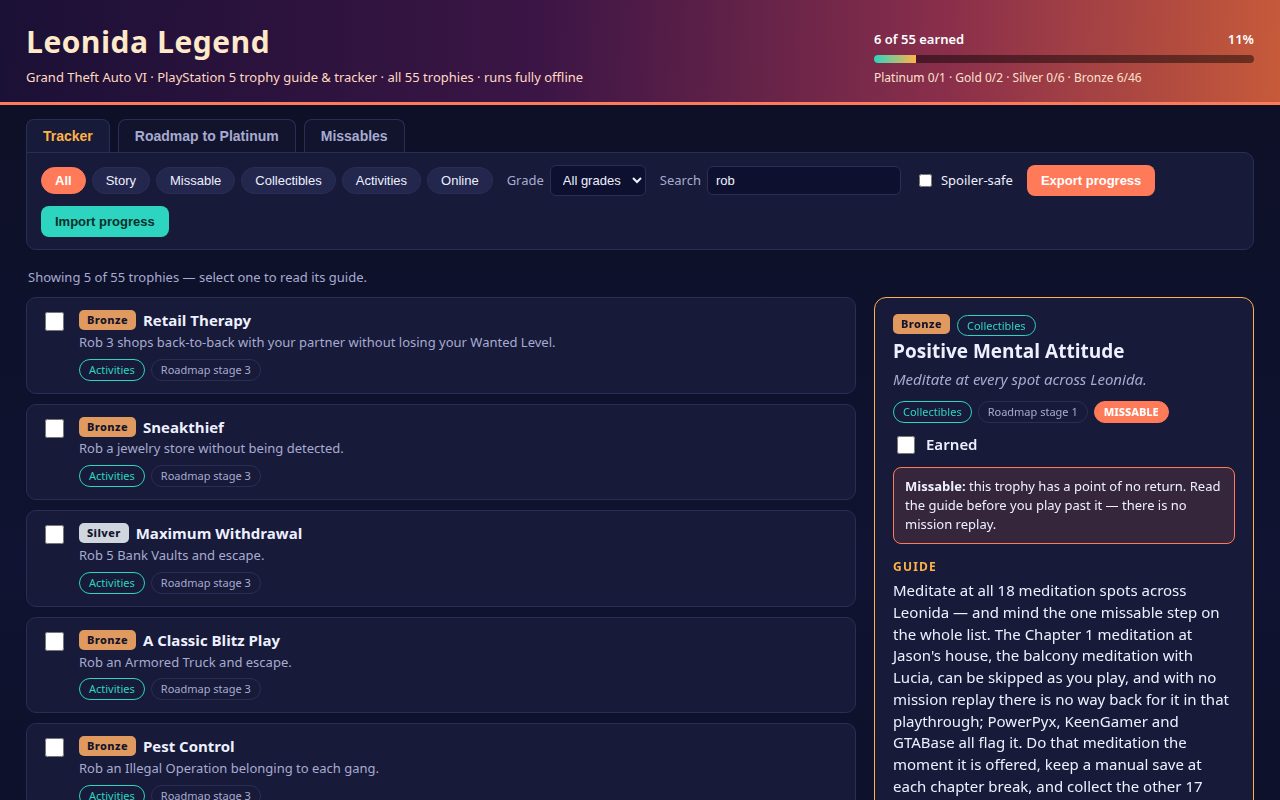 Leonida Legend
Grand Theft Auto VI · PlayStation 5 trophy guide & tracker · all 55 trophies · runs fully offline
6 of 55 earned 11%
Platinum 0/1 · Gold 0/2 · Silver 0/6 · Bronze 6/46
Tracker Roadmap to Platinum Missables
All Story Missable Collectibles Activities Online Grade All grades Search rob Spoiler-safe Export progress
Import progress
Showing 5 of 55 trophies — select one to read its guide.
Bronze Retail Therapy
Rob 3 shops back-to-back with your partner without losing your Wanted Level.
Activities Roadmap stage 3
Bronze Sneakthief
Rob a jewelry store without being detected.
Activities Roadmap stage 3
Silver Maximum Withdrawal
Rob 5 Bank Vaults and escape.
Activities Roadmap stage 3
Bronze A Classic Blitz Play
Rob an Armored Truck and escape.
Activities Roadmap stage 3
Bronze Pest Control
Rob an Illegal Operation belonging to each gang.
Activities Roadmap stage 3
Bronze Collectibles
Positive Mental Attitude
Meditate at every spot across Leonida.
Collectibles Roadmap stage 1 MISSABLE
Earned
Missable: this trophy has a point of no return. Read
the guide before you play past it — there is no
mission replay.
GUIDE
Meditate at all 18 meditation spots across
Leonida — and mind the one missable step on
the whole list. The Chapter 1 meditation at
Jason's house, the balcony meditation with
Lucia, can be skipped as you play, and with no
mission replay there is no way back for it in that
playthrough; PowerPyx, KeenGamer and
GTABase all flag it. Do that meditation the
moment it is offered, keep a manual save at
each chapter break, and collect the other 17